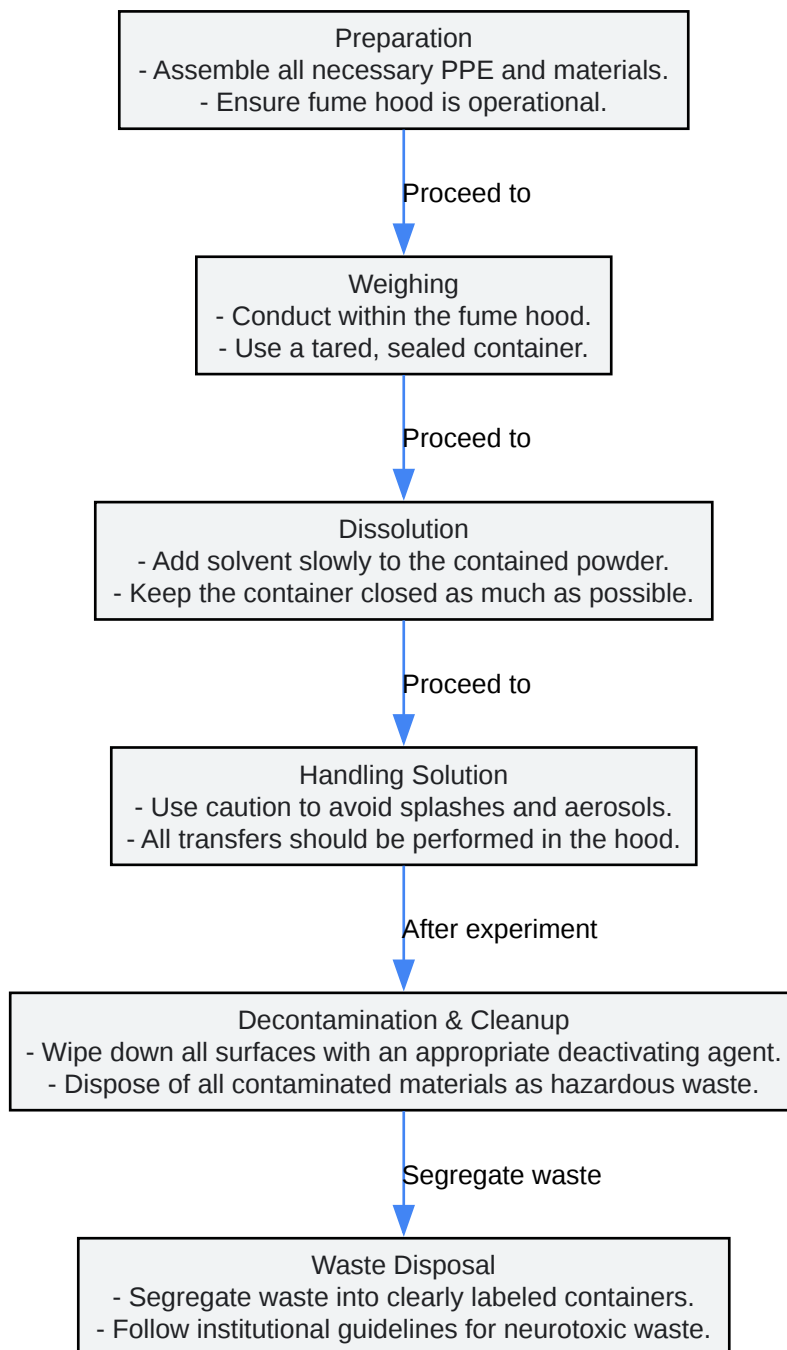 Preparation
- Assemble all necessary PPE and materials.
- Ensure fume hood is operational.
Proceed to
Weighing
- Conduct within the fume hood.
- Use a tared, sealed container.
Proceed to
Dissolution
- Add solvent slowly to the contained powder.
- Keep the container closed as much as possible.
Proceed to
Handling Solution
- Use caution to avoid splashes and aerosols.
- All transfers should be performed in the hood.
After experiment
Decontamination & Cleanup
- Wipe down all surfaces with an appropriate deactivating agent.
- Dispose of all contaminated materials as hazardous waste.
Segregate waste
Waste Disposal
- Segregate waste into clearly labeled containers.
- Follow institutional guidelines for neurotoxic waste.